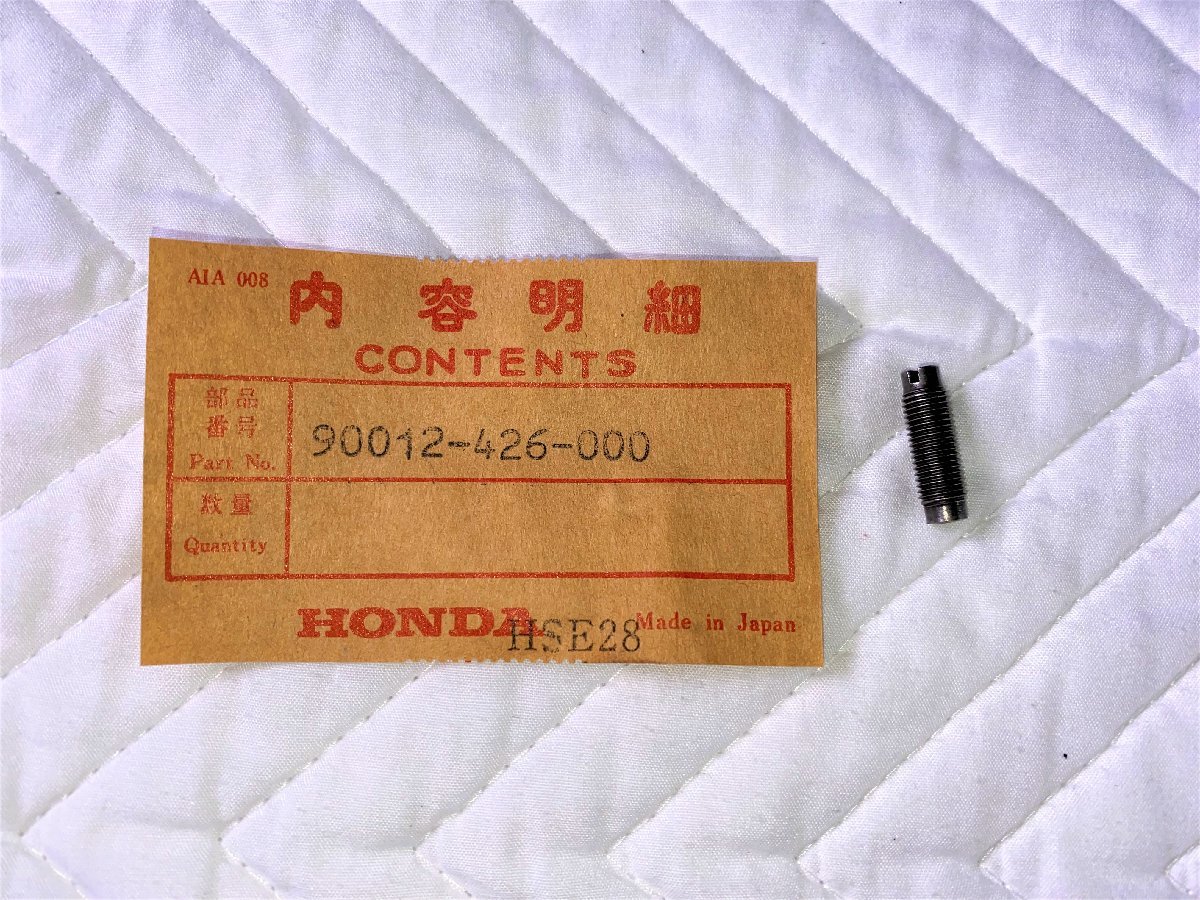 AIA 008
内容明細
CONTENTS
部品
番号
Part No.
90012-426-000
数量
Quantity
HONDA
HSE28
Made in Japan